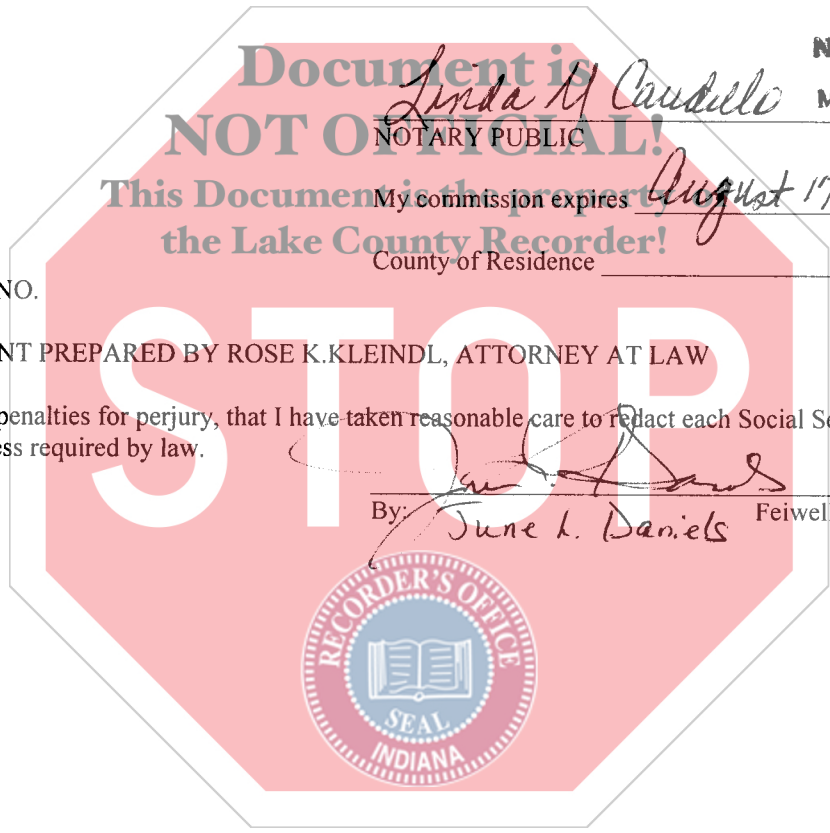 Document is
N
Linda M Caudillo M
NOTARY PUBLIC
NOT OFFICIAL!
This Document is the property of
My commission expires August 17
the Lake County Recorder!
County of Residence
NO.
NT PREPARED BY ROSE K.KLEINDL, ATTORNEY AT LAW
STOP
penalties for perjury, that I have taken reasonable care to redact each Social Se
ess required by law.
By: Feiwell
June L. Daniels
RECORDER'S OFFICE
SEAL
INDIANA